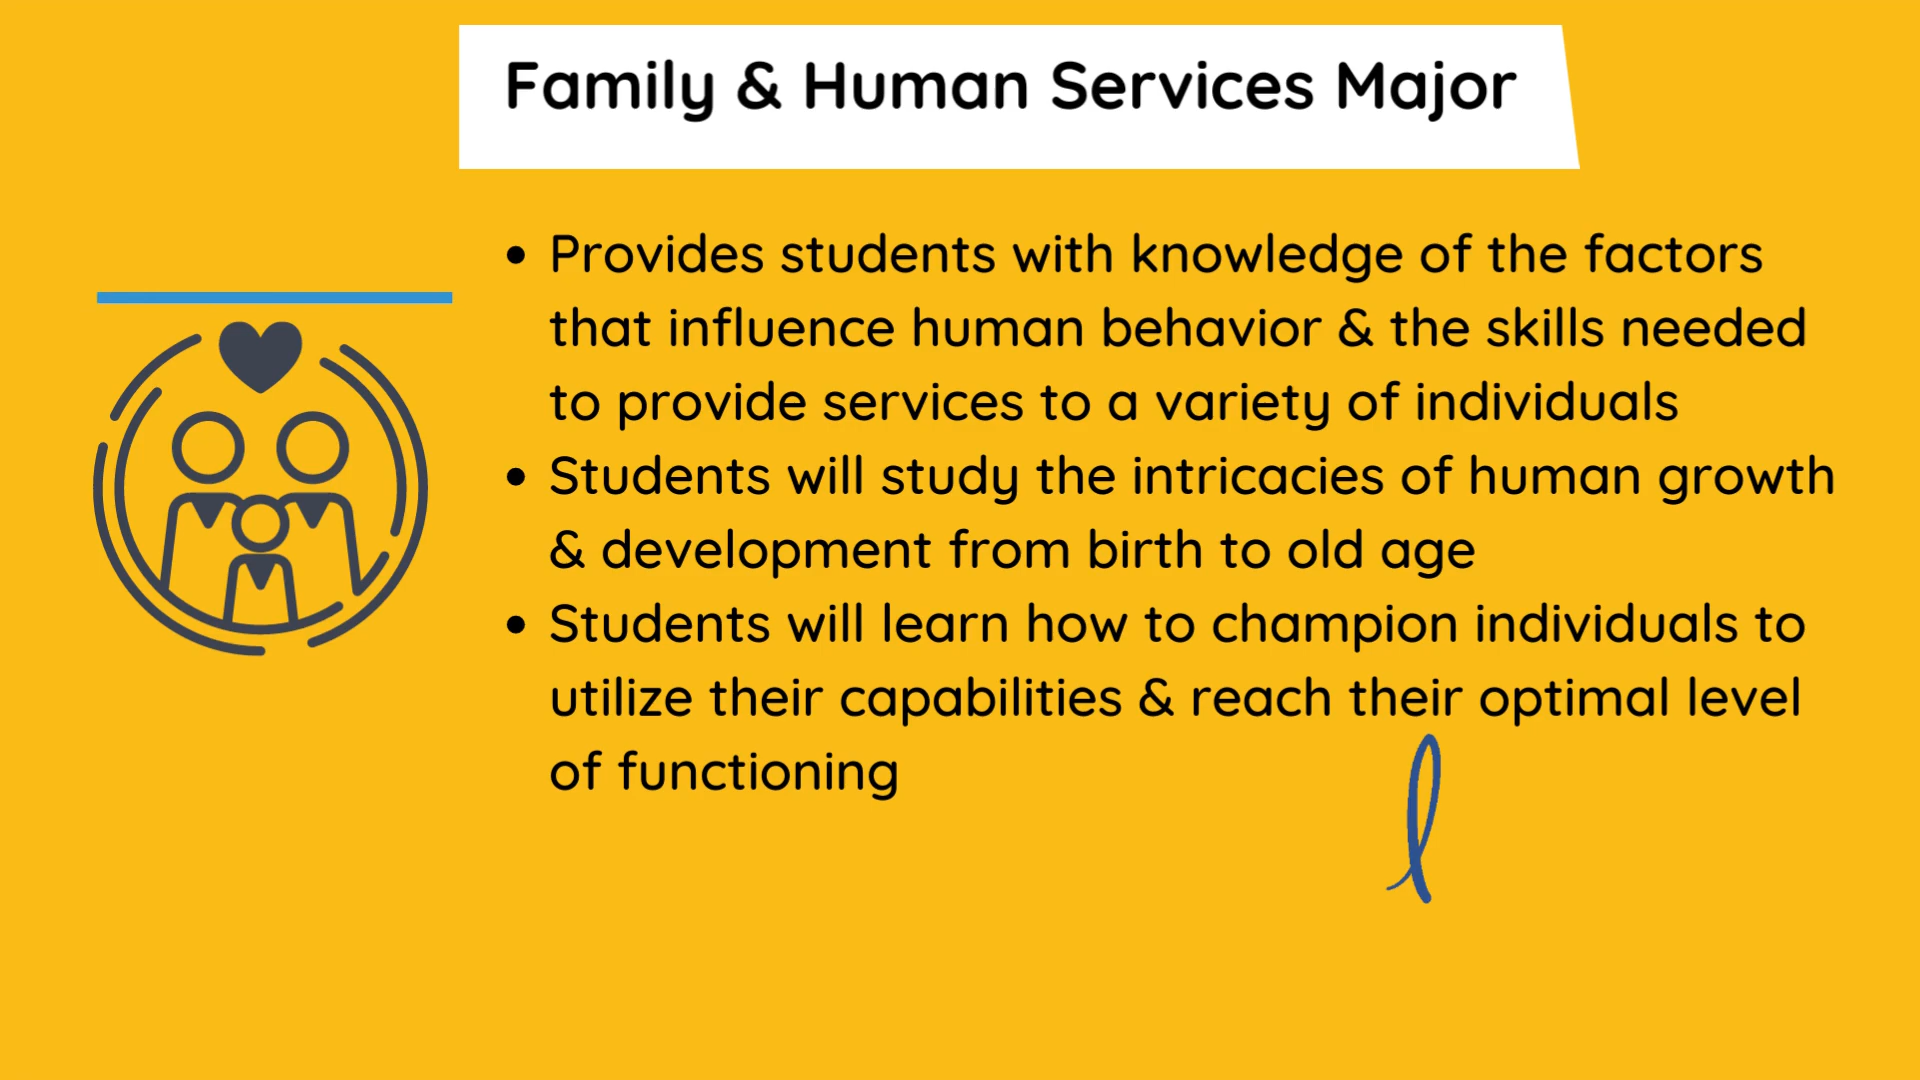 Family & Human Services Major
• Provides students with knowledge of the factors
that influence human behavior & the skills needed
to provide services to a variety of individuals
• Students will study the intricacies of human growth
& development from birth to old age
• Students will learn how to champion individuals to
utilize their capabilities & reach their optimal level
of functioning